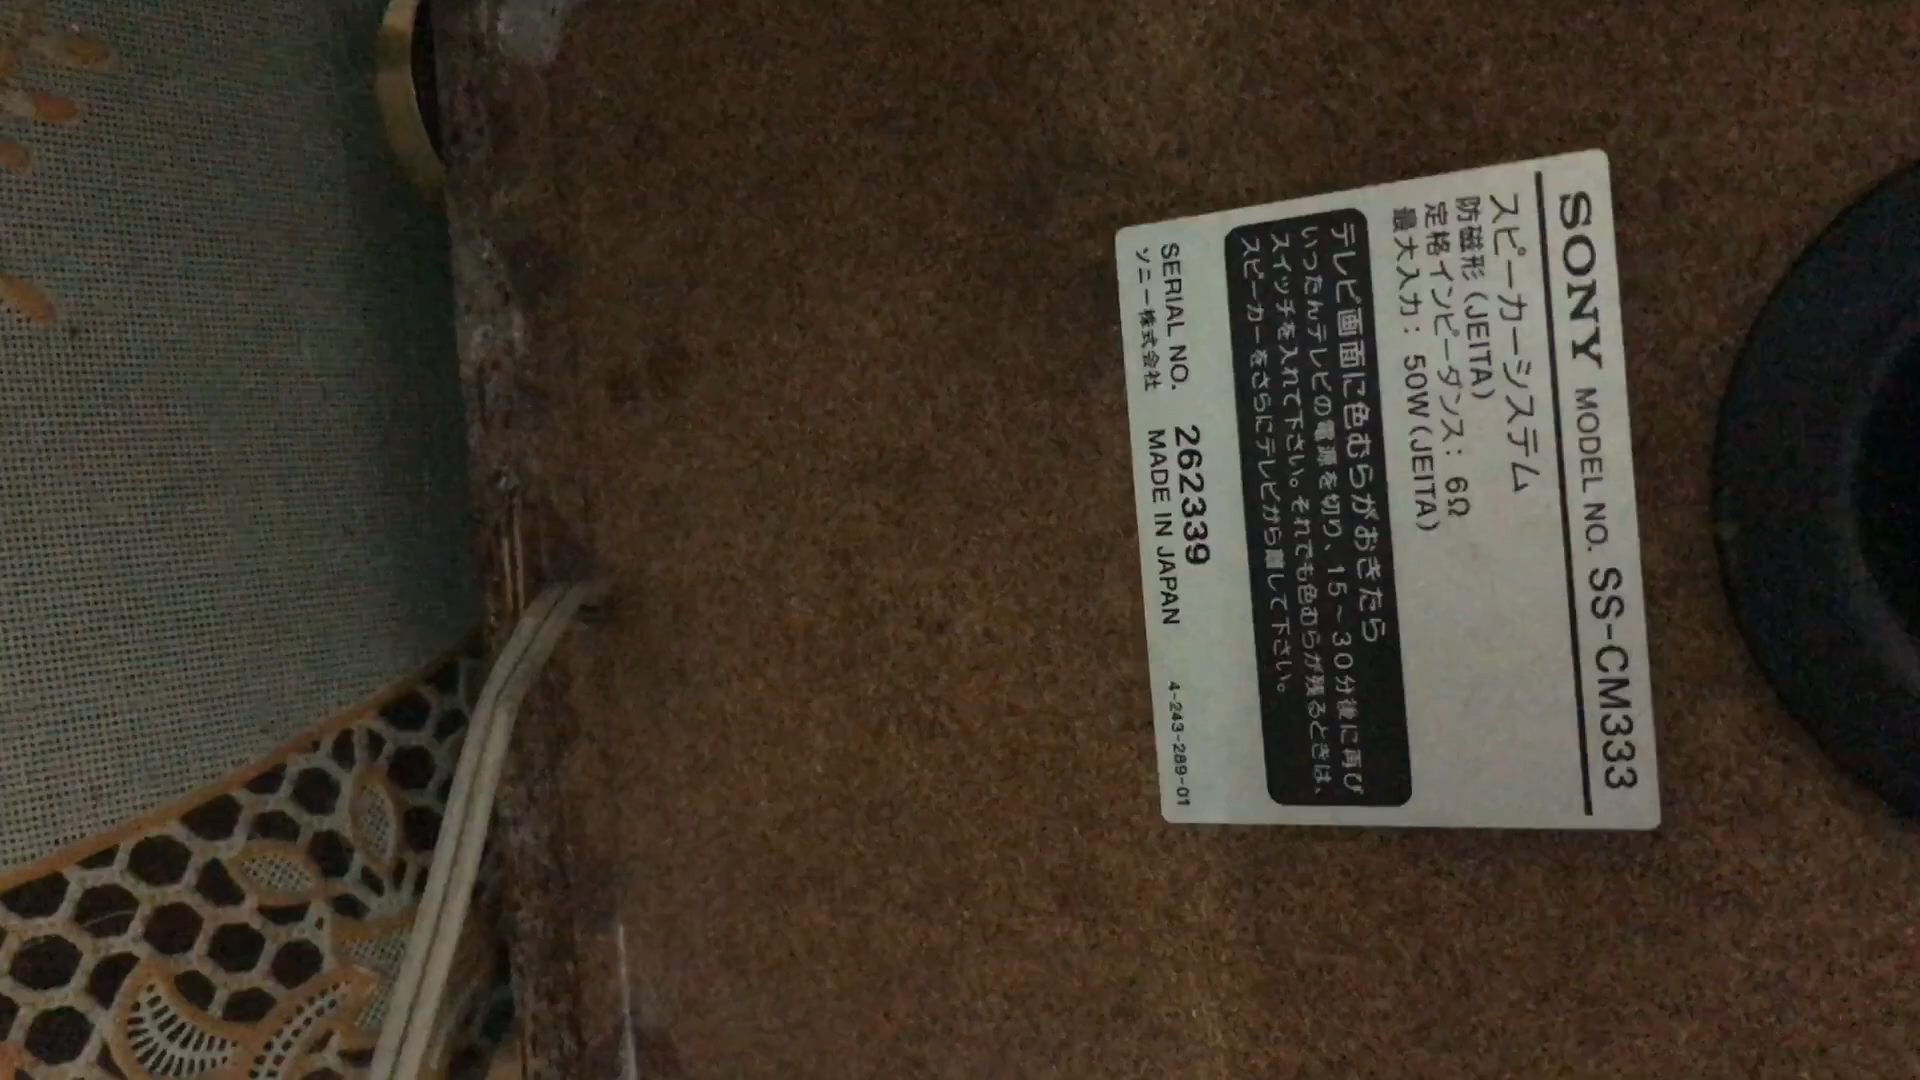 SONY MODEL NO. SS-CM333
スピーカーシステム
防磁形(JEITA)
定格インピーダンス: 6Ω
最大入力: 50W(JEITA)
テレビ画面に色むらがおきたら
いったんテレビの電源を切り、15～30分後に再び
スイッチを入れて下さい。それでも色むらが残るときは、
スピーカーをさらにテレビから離して下さい。
SERIAL NO. 262339
ソニー株式会社 MADE IN JAPAN 4-243-289-01